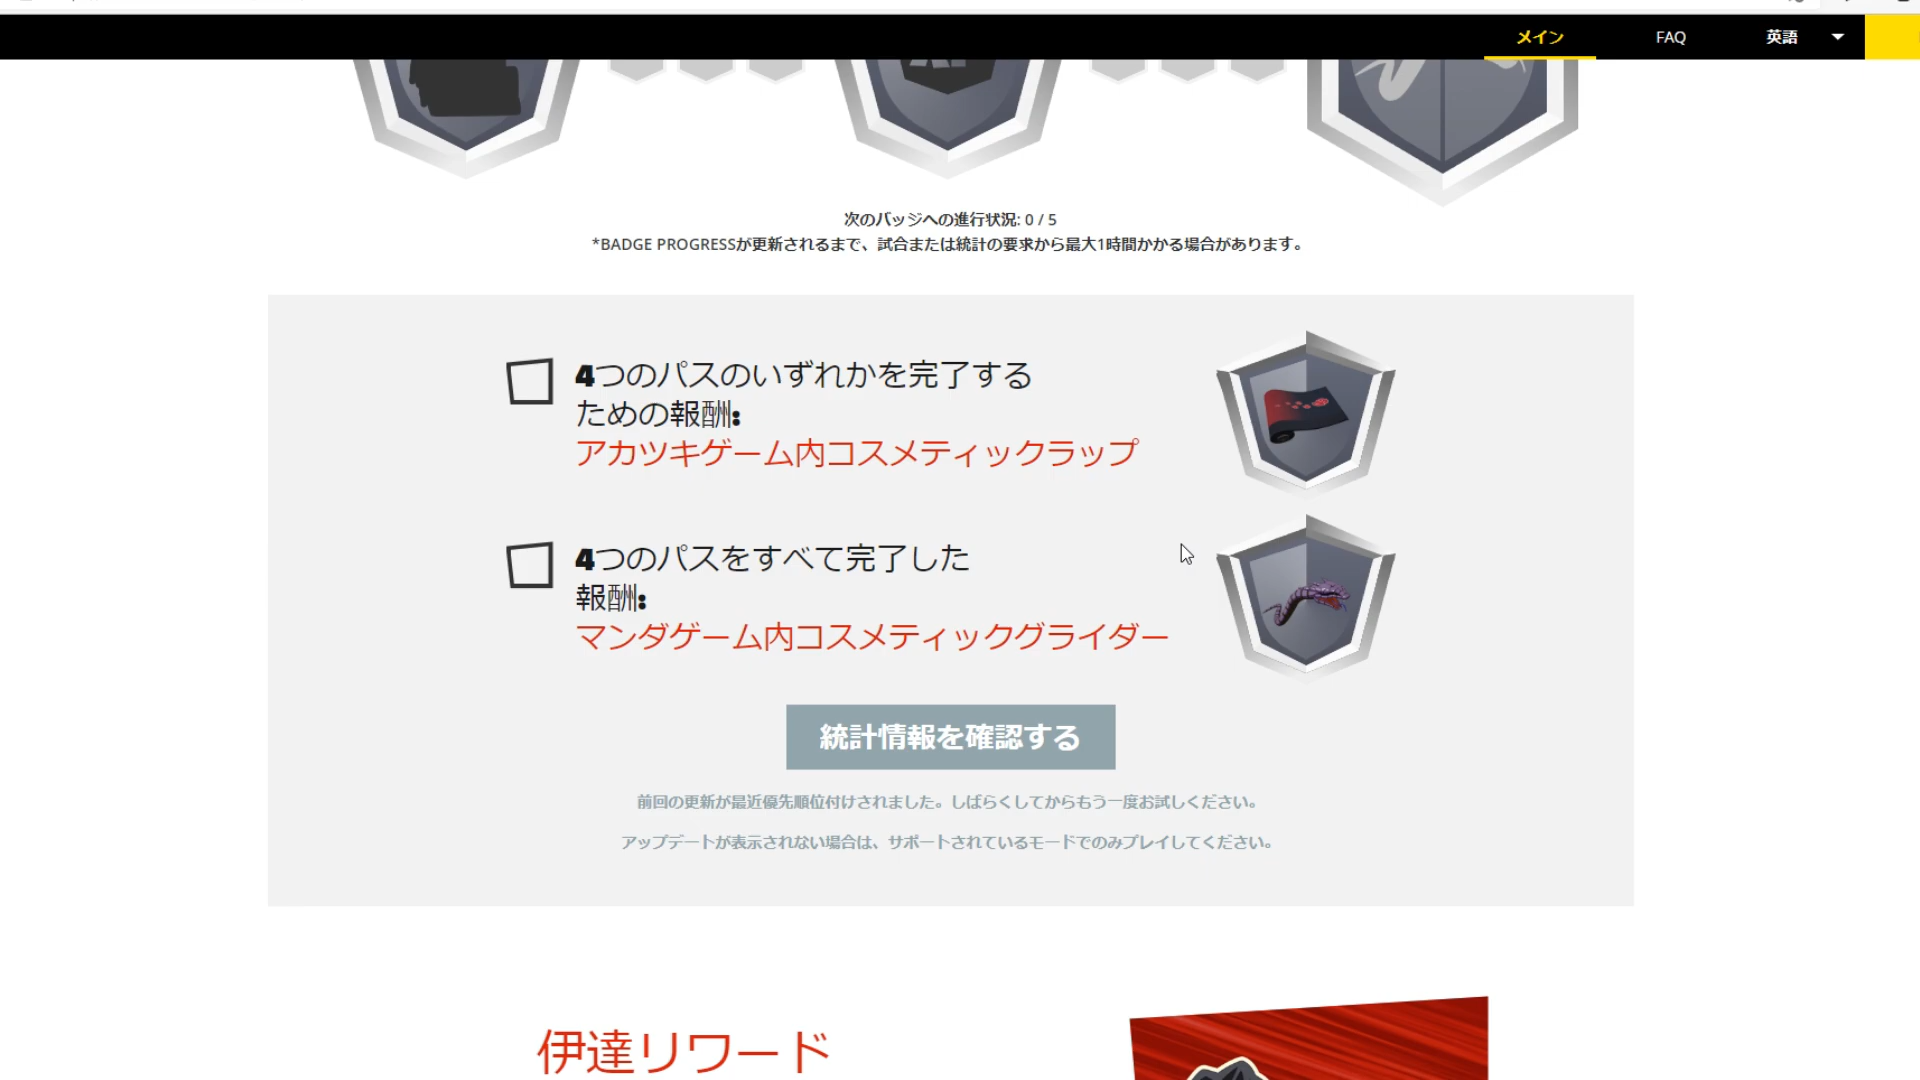 メイン
FAQ
英語
次のバッジへの進行状況: 0 / 5
*BADGE PROGRESSが更新されるまで、試合または統計の要求から最大1時間かかる場合があります。
4つのパスのいずれかを完了する
ための報酬:
アカツキゲーム内コスメティックラップ
4つのパスをすべて完了した
報酬:
マンダゲーム内コスメティックグライダー
統計情報を確認する
前回の更新が最近優先順位付けされました。しばらくしてからもう一度お試しください。
アップデートが表示されない場合は、サポートされているモードでのみプレイしてください。
伊達リワード